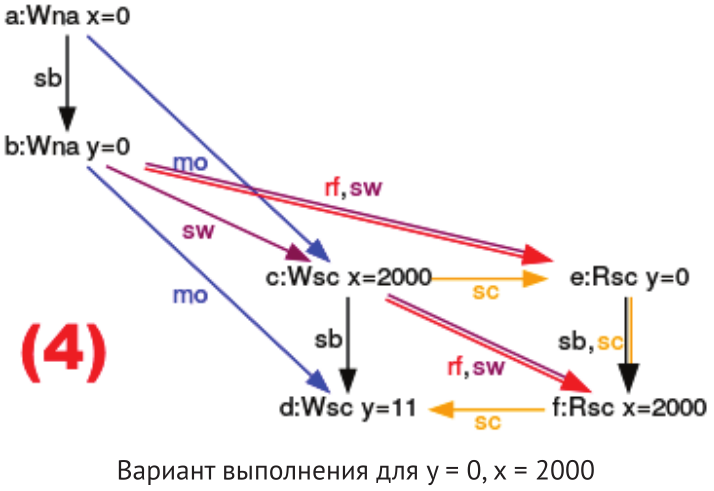 a:Wna x=0
sb
b:Wna y=0
mo
rf,sw
sw
c:Wsc x=2000
sc
e:Rsc y=0
mo
(4)
sb
sb,sc
rf,sw
d:Wsc y=11
sc
f:Rsc x=2000
Вариант выполнения для y = 0, x = 2000